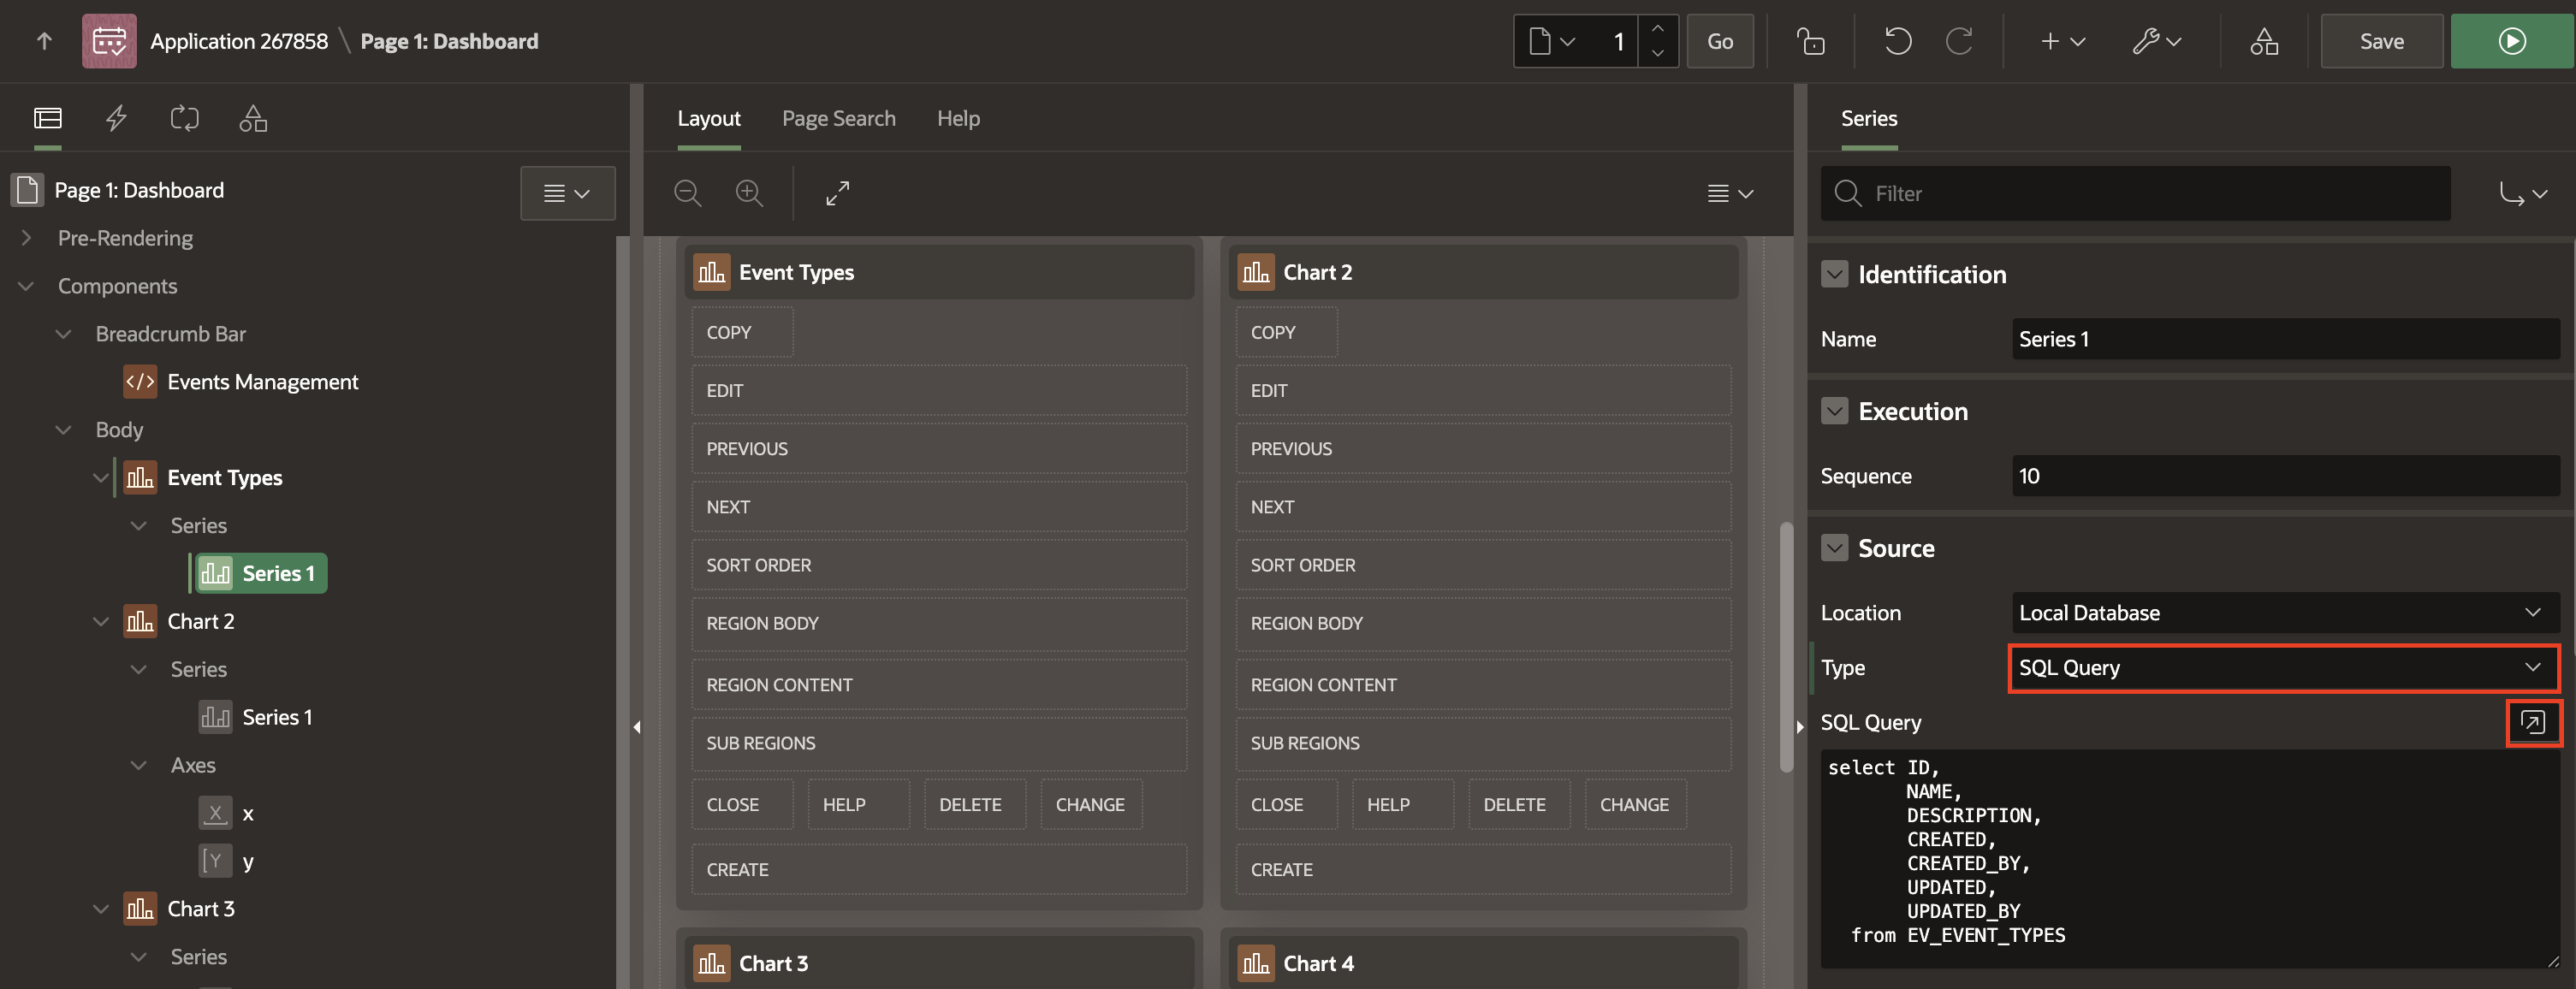 Application 267858 \ Page 1: Dashboard
1
Go
Save
Page 1: Dashboard
Pre-Rendering
Components
Breadcrumb Bar
</> Events Management
Body
Event Types
Series
Series 1
Chart 2
Series
Series 1
Axes
X x
Y y
Chart 3
Series
Layout Page Search Help
Event Types
COPY
EDIT
PREVIOUS
NEXT
SORT ORDER
REGION BODY
REGION CONTENT
SUB REGIONS
CLOSE HELP DELETE CHANGE
CREATE
Chart 2
COPY
EDIT
PREVIOUS
NEXT
SORT ORDER
REGION BODY
REGION CONTENT
SUB REGIONS
CLOSE HELP DELETE CHANGE
CREATE
Chart 3
Chart 4
Series
Filter
Identification
Name Series 1
Execution
Sequence 10
Source
Location Local Database
Type SQL Query
SQL Query
select ID,
NAME,
DESCRIPTION,
CREATED,
CREATED_BY,
UPDATED,
UPDATED_BY
from EV_EVENT_TYPES